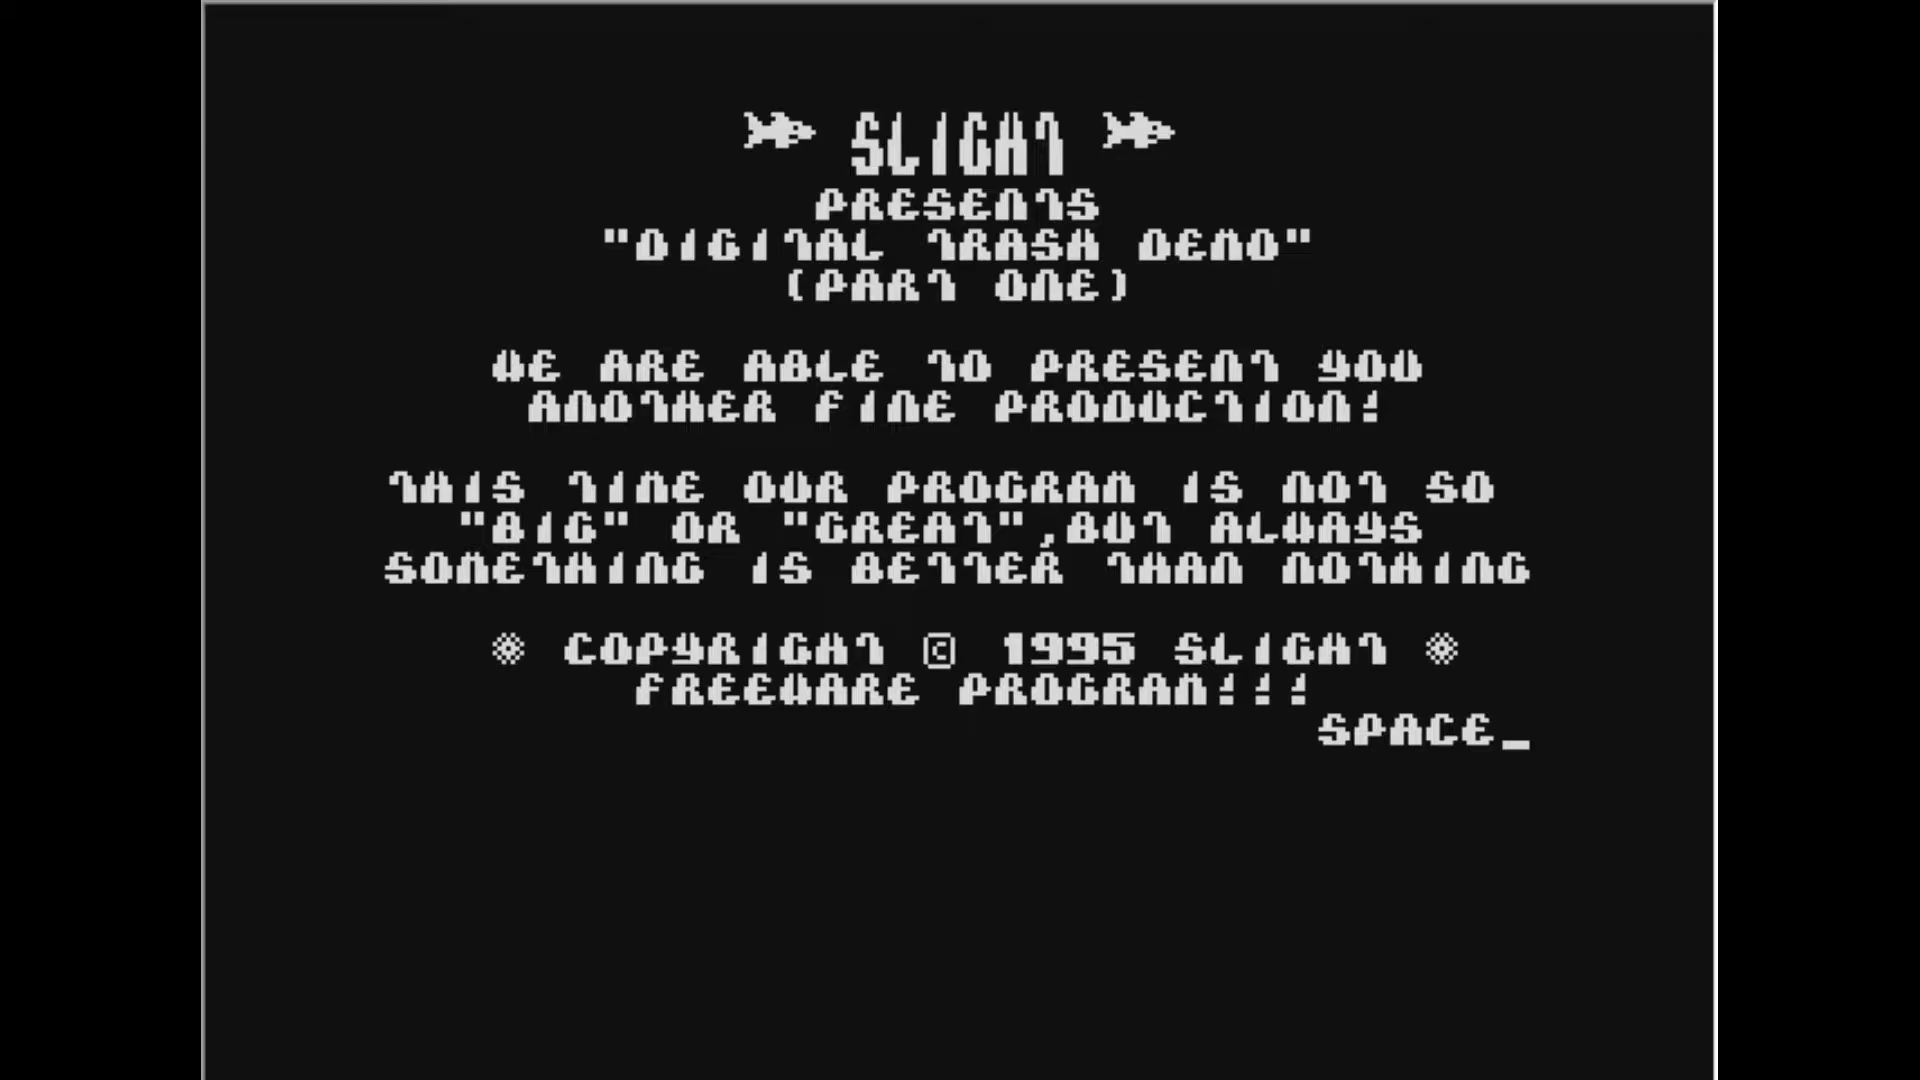 SLIGHT
PRESENTS
"DIGITAL TRASH DEMO"
(PART ONE)
WE ARE ABLE TO PRESENT YOU
ANOTHER FINE PRODUCTION!
THIS TIME OUR PROGRAM IS NOT SO
"BIG" OR "GREAT",BUT ALWAYS
SOMETHING IS BETTER THAN NOTHING
COPYRIGHT © 1995 SLIGHT
FREEWARE PROGRAM!!!
SPACE_